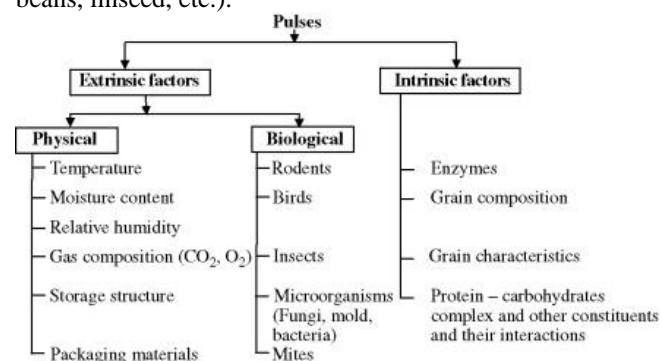 beans, linseed, etc.).
Pulses
Extrinsic factors
Intrinsic factors
Physical
Biological
Temperature
Moisture content
Relative humidity
Gas composition (CO₂, O₂)
Storage structure
Packaging materials
Rodents
Birds
Insects
Microorganisms
(Fungi, mold,
bacteria)
Mites
Enzymes
Grain composition
Grain characteristics
Protein – carbohydrates
complex and other constituents
and their interactions